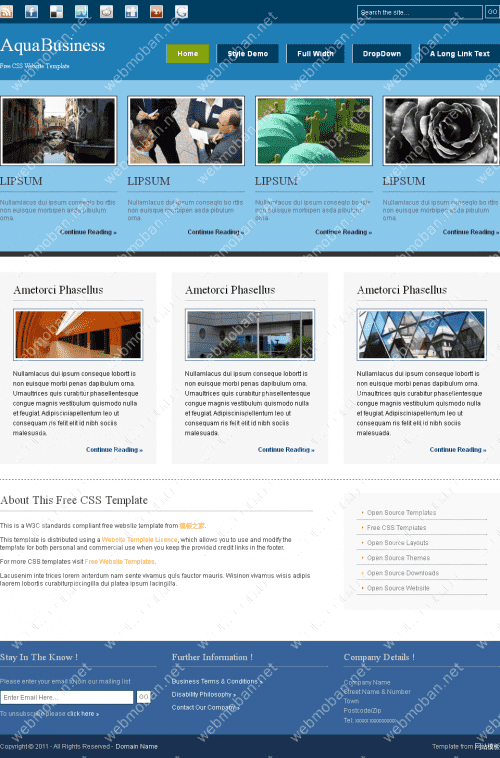 Search the site... GO
AquaBusiness
Free CSS Website Template
Home Style Demo Full Width DropDown A Long Link Text
LIPSUM
Nullamlacus dui ipsum conseqlo bo rttis
non euisque morbipen asda pibulum
orna.
Continue Reading »
LIPSUM
Nullamlacus dui ipsum conseqlo bo rttis
non euisque morbipen asda pibulum
orna.
Continue Reading »
LIPSUM
Nullamlacus dui ipsum conseqlo bo rttis
non euisque morbipen asda pibulum
orna.
Continue Reading »
LIPSUM
Nullamlacus dui ipsum conseqlo bo rttis
non euisque morbipen asda pibulum
orna.
Continue Reading »
Ametorci Phasellus
Nullamlacus dui ipsum conseque lobortt is
non euisque morbi penas dapibulum orna.
Urnaultrices quis curabitur phasellentesque
congue magnis vestibulum quismodo nulla
et feugiat. Adipisciniapellentum leo ut
consequam ris felit elit id nibh sociis
malesuada.
Continue Reading »
Ametorci Phasellus
Nullamlacus dui ipsum conseque lobortt is
non euisque morbi penas dapibulum orna.
Urnaultrices quis curabitur phasellentesque
congue magnis vestibulum quismodo nulla
et feugiat. Adipisciniapellentum leo ut
consequam ris felit elit id nibh sociis
malesuada.
Continue Reading »
Ametorci Phasellus
Nullamlacus dui ipsum conseque lobortt is
non euisque morbi penas dapibulum orna.
Urnaultrices quis curabitur phasellentesque
congue magnis vestibulum quismodo nulla
et feugiat. Adipisciniapellentum leo ut
consequam ris felit elit id nibh sociis
malesuada.
Continue Reading »
About This Free CSS Template
This is a W3C standards compliant free website template from 模板之家.
This template is distributed using a Website Template Licence, which allows you to use and modify the
template for both personal and commercial use when you keep the provided credit links in the footer.
For more CSS templates visit Free Website Templates.
Lacusenim inte trices lorem anterdum nam sente vivamus quis fauctor mauris. Wisinon vivamus wisis adipis
laorem lobortis curabiturpiscingilla dui platea ipsum lacingilla.
Open Source Templates
Free CSS Templates
Open Source Layouts
Open Source Themes
Open Source Downloads
Open Source Website
Stay In The Know !
Please enter your email to join our mailing list
Enter Email Here... GO
To unsubscribe please click here »
Further Information !
Business Terms & Conditions »
Disability Philosophy »
Contact Our Company »
Company Details !
Company Name
Street Name & Number
Town
Postcode/Zip
Tel: xxxxx xxxxxxxxxx
Copyright © 2011 - All Rights Reserved - Domain Name
Template from 网站模板
webmoban.net